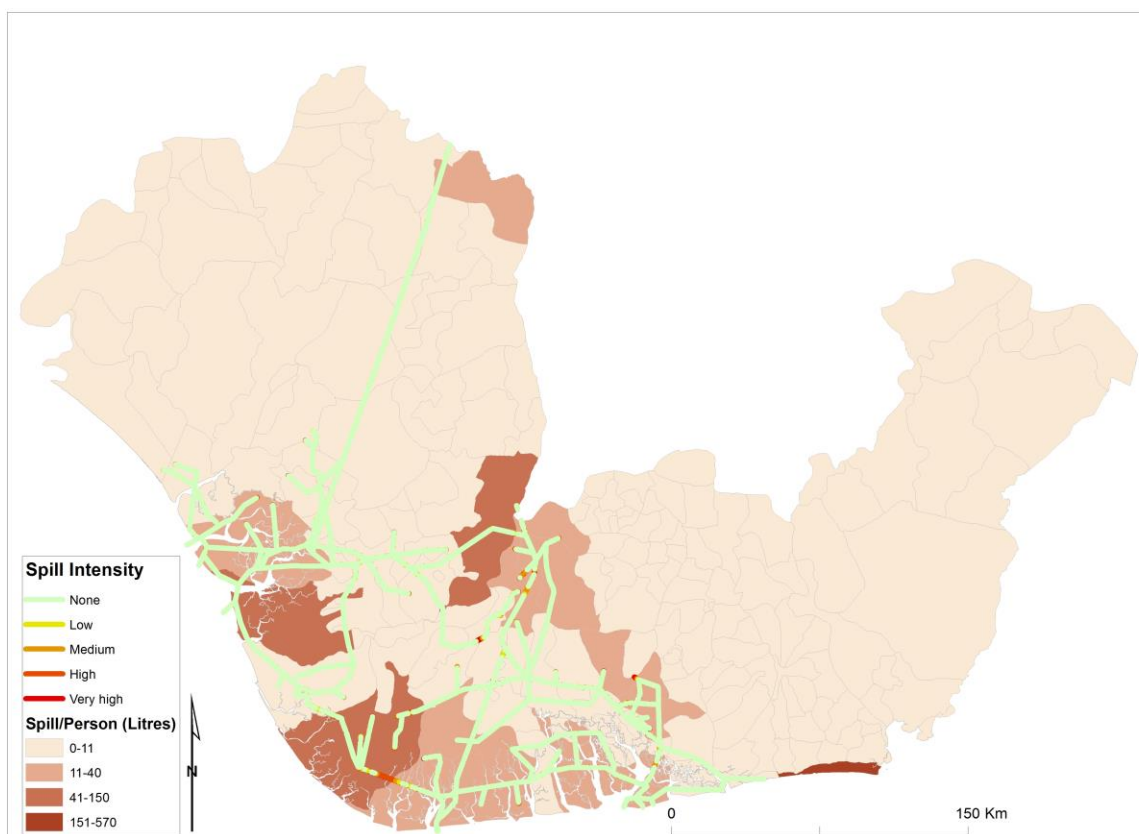 Spill Intensity
None
Low
Medium
High
Very high
Spill/Person (Litres)
0-11
11-40
41-150
151-570
N
0 150 Km